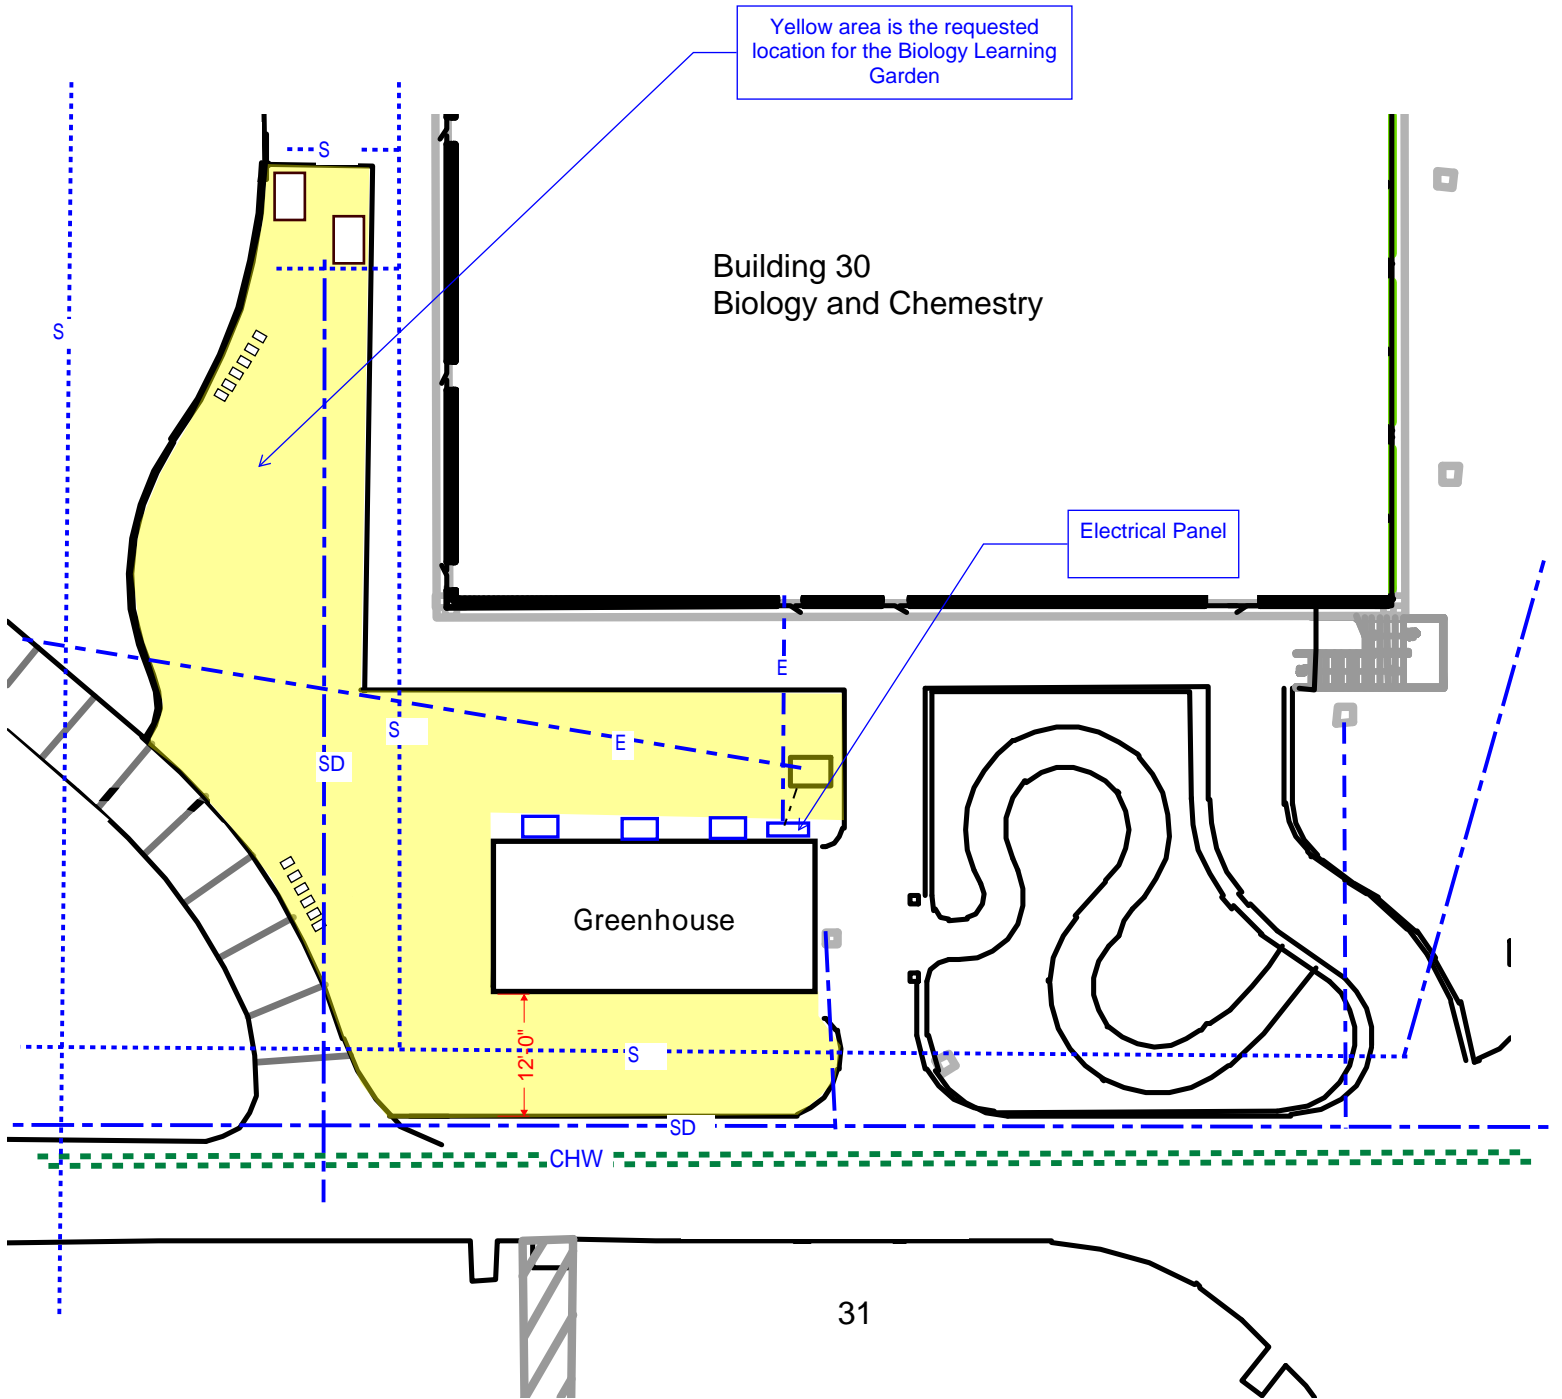 Yellow area is the requested
location for the Biology Learning
Garden
S
S
Building 30
Biology and Chemestry
Electrical Panel
E
S
E
SD
Greenhouse
12'0"
S
SD
CHW
31